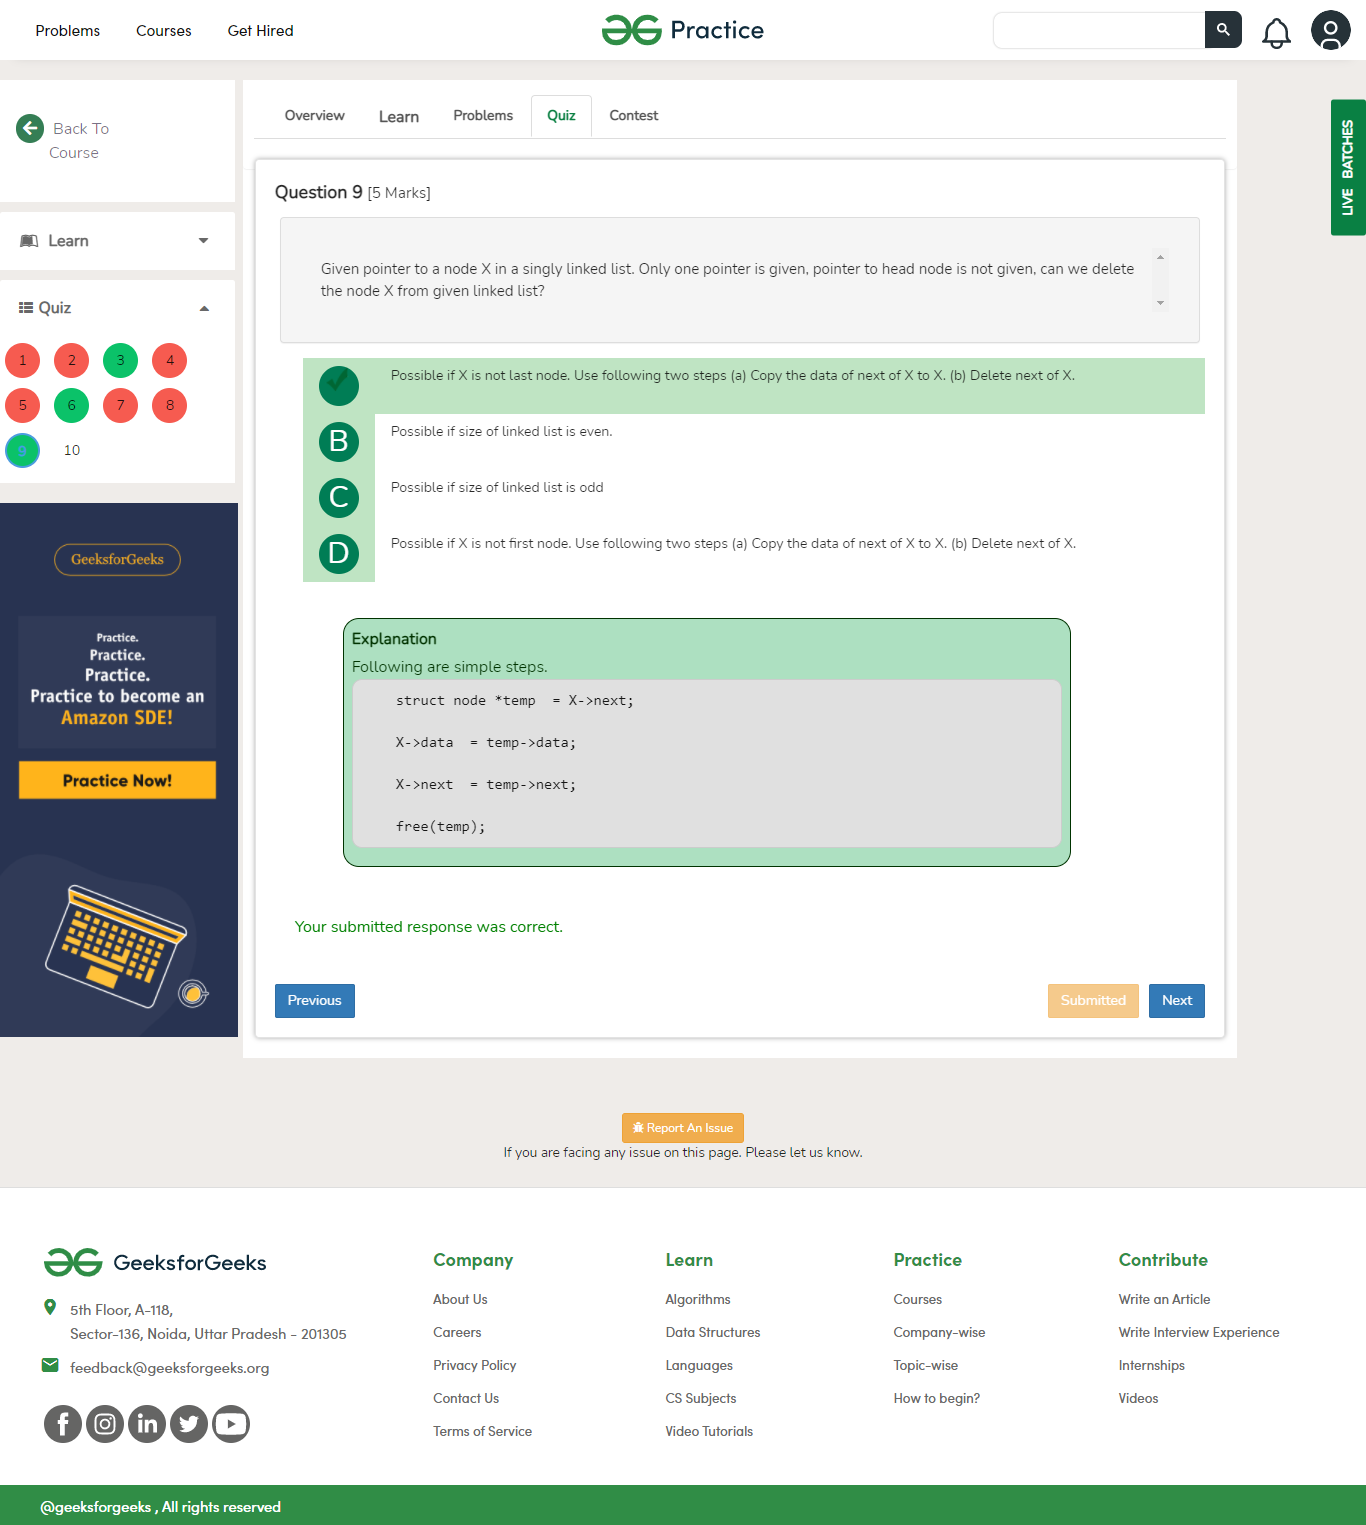 Problems
Courses
Get Hired
Practice
Back To
Course
Overview
Learn
Problems
Quiz
Contest
LIVE BATCHES
Learn
Quiz
1
2
3
4
5
6
7
8
9
10
Question 9 [5 Marks]
Given pointer to a node X in a singly linked list. Only one pointer is given, pointer to head node is not given, can we delete
the node X from given linked list?
Possible if X is not last node. Use following two steps (a) Copy the data of next of X to X. (b) Delete next of X.
B
Possible if size of linked list is even.
C
Possible if size of linked list is odd
D
Possible if X is not first node. Use following two steps (a) Copy the data of next of X to X. (b) Delete next of X.
Explanation
Following are simple steps.
struct node *temp  = X->next;
X->data  = temp->data;
X->next  = temp->next;
free(temp);
Your submitted response was correct.
Previous
Submitted
Next
GeeksforGeeks
Practice.
Practice.
Practice.
Practice to become an
Amazon SDE!
Practice Now!
Report An Issue
If you are facing any issue on this page. Please let us know.
GeeksforGeeks
5th Floor, A-118,
Sector-136, Noida, Uttar Pradesh - 201305
feedback@geeksforgeeks.org
Company
About Us
Careers
Privacy Policy
Contact Us
Terms of Service
Learn
Algorithms
Data Structures
Languages
CS Subjects
Video Tutorials
Practice
Courses
Company-wise
Topic-wise
How to begin?
Contribute
Write an Article
Write Interview Experience
Internships
Videos
@geeksforgeeks , All rights reserved